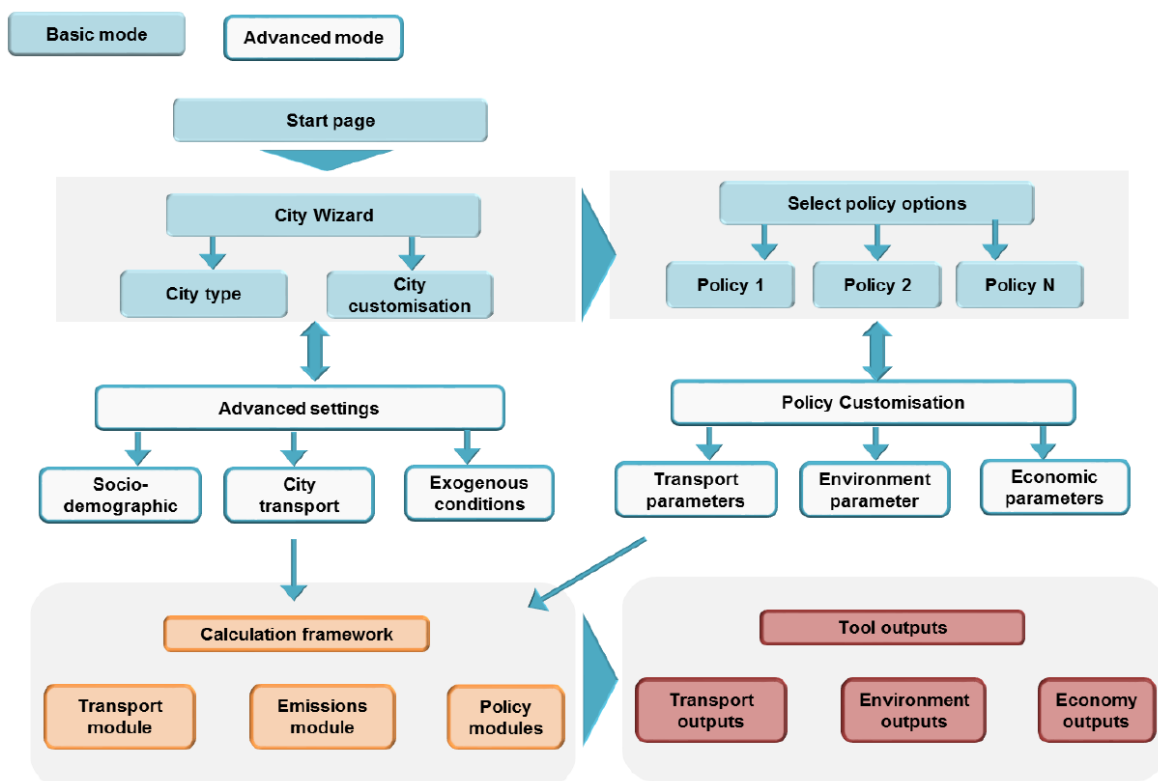 Basic mode
Advanced mode
Start page
City Wizard
City type
City
customisation
Select policy options
Policy 1
Policy 2
Policy N
Advanced settings
Socio-
demographic
City
transport
Exogenous
conditions
Policy Customisation
Transport
parameters
Environment
parameter
Economic
parameters
Calculation framework
Transport
module
Emissions
module
Policy
modules
Tool outputs
Transport
outputs
Environment
outputs
Economy
outputs